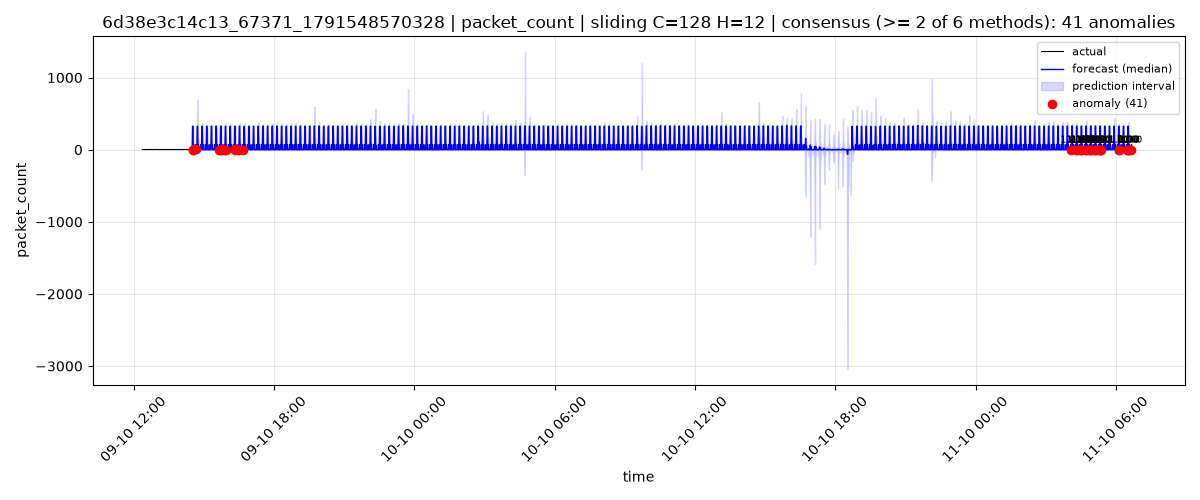 6d38e3c14c13_67371_1791548570328 | packet_count | sliding C=128 H=12 | consensus (>= 2 of 6 methods): 41 anomalies
actual
forecast (median)
prediction interval
anomaly (41)
packet_count
1000
0
−1000
−2000
−3000
09-10 12:00
09-10 18:00
10-10 00:00
10-10 06:00
10-10 12:00
10-10 18:00
11-10 00:00
11-10 06:00
time